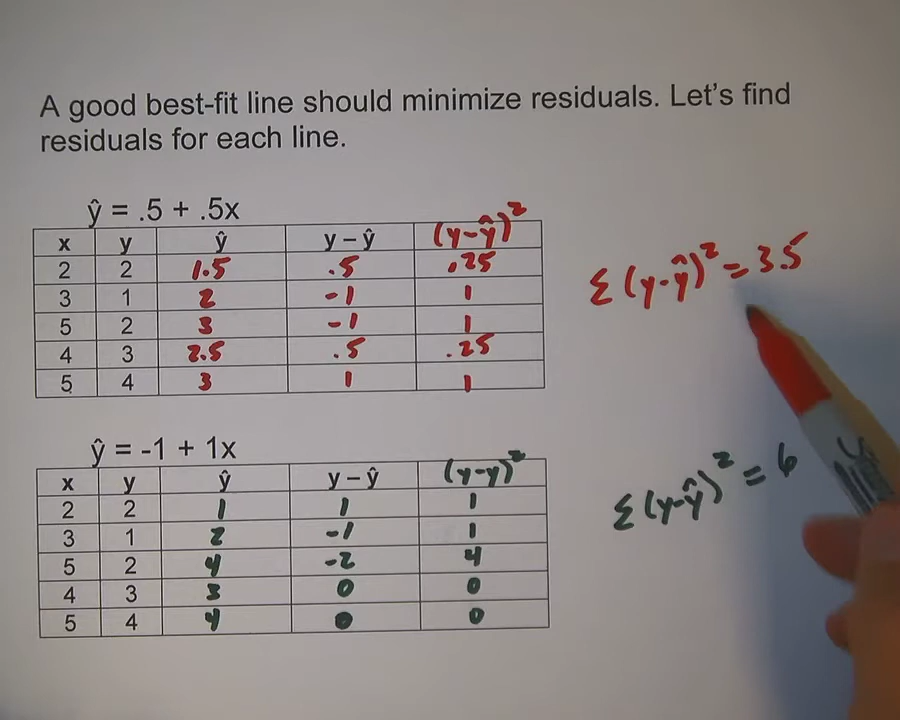 A good best-fit line should minimize residuals. Let's find
residuals for each line.
ŷ = .5 + .5x
x y ŷ y – ŷ (y-ŷ)²
2 2 1.5 .5 .25
3 1 2 -1 1
5 2 3 -1 1
4 3 2.5 .5 .25
5 4 3 1 1
Σ (y-ŷ)² = 3.5
ŷ = -1 + 1x
x y ŷ y – ŷ (y-y)²
2 2 1 1 1
3 1 2 -1 1
5 2 4 -2 4
4 3 3 0 0
5 4 4 0 0
Σ (y-ŷ)² = 6